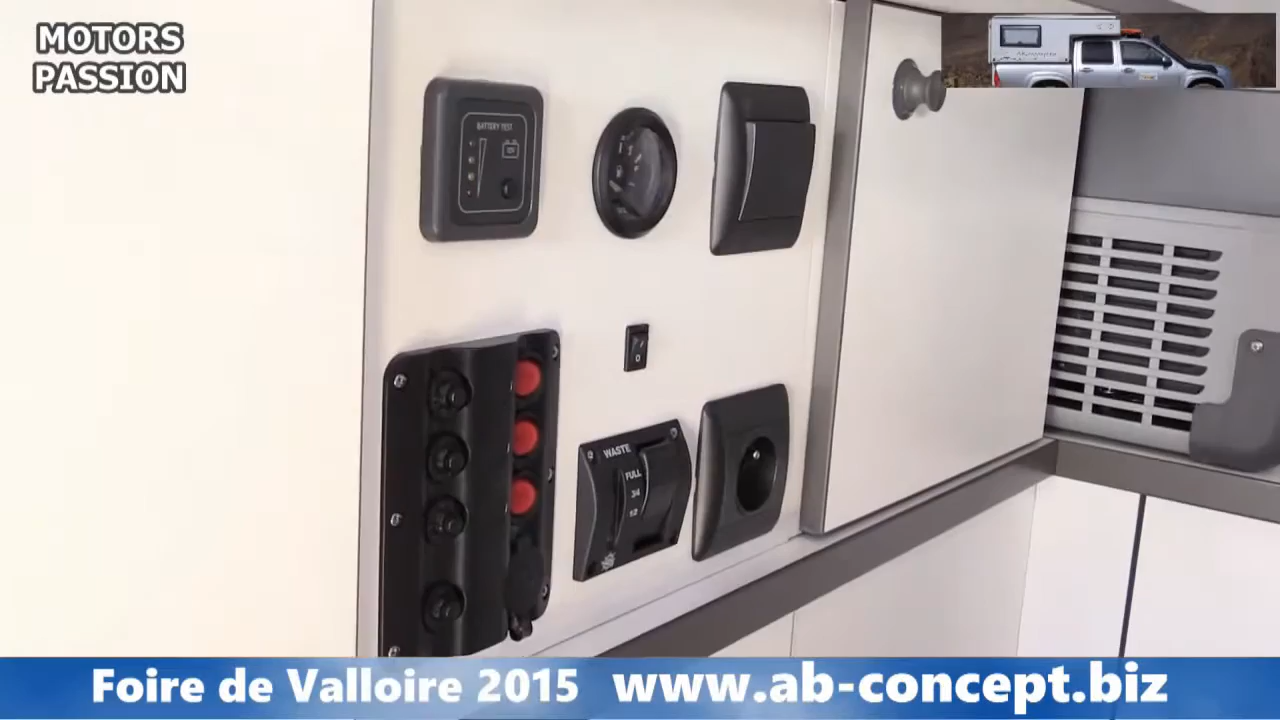 MOTORS
PASSION
BATTERY TEST
WASTE
FULL
3/4
1/2
Foire de Valloire 2015 www.ab-concept.biz